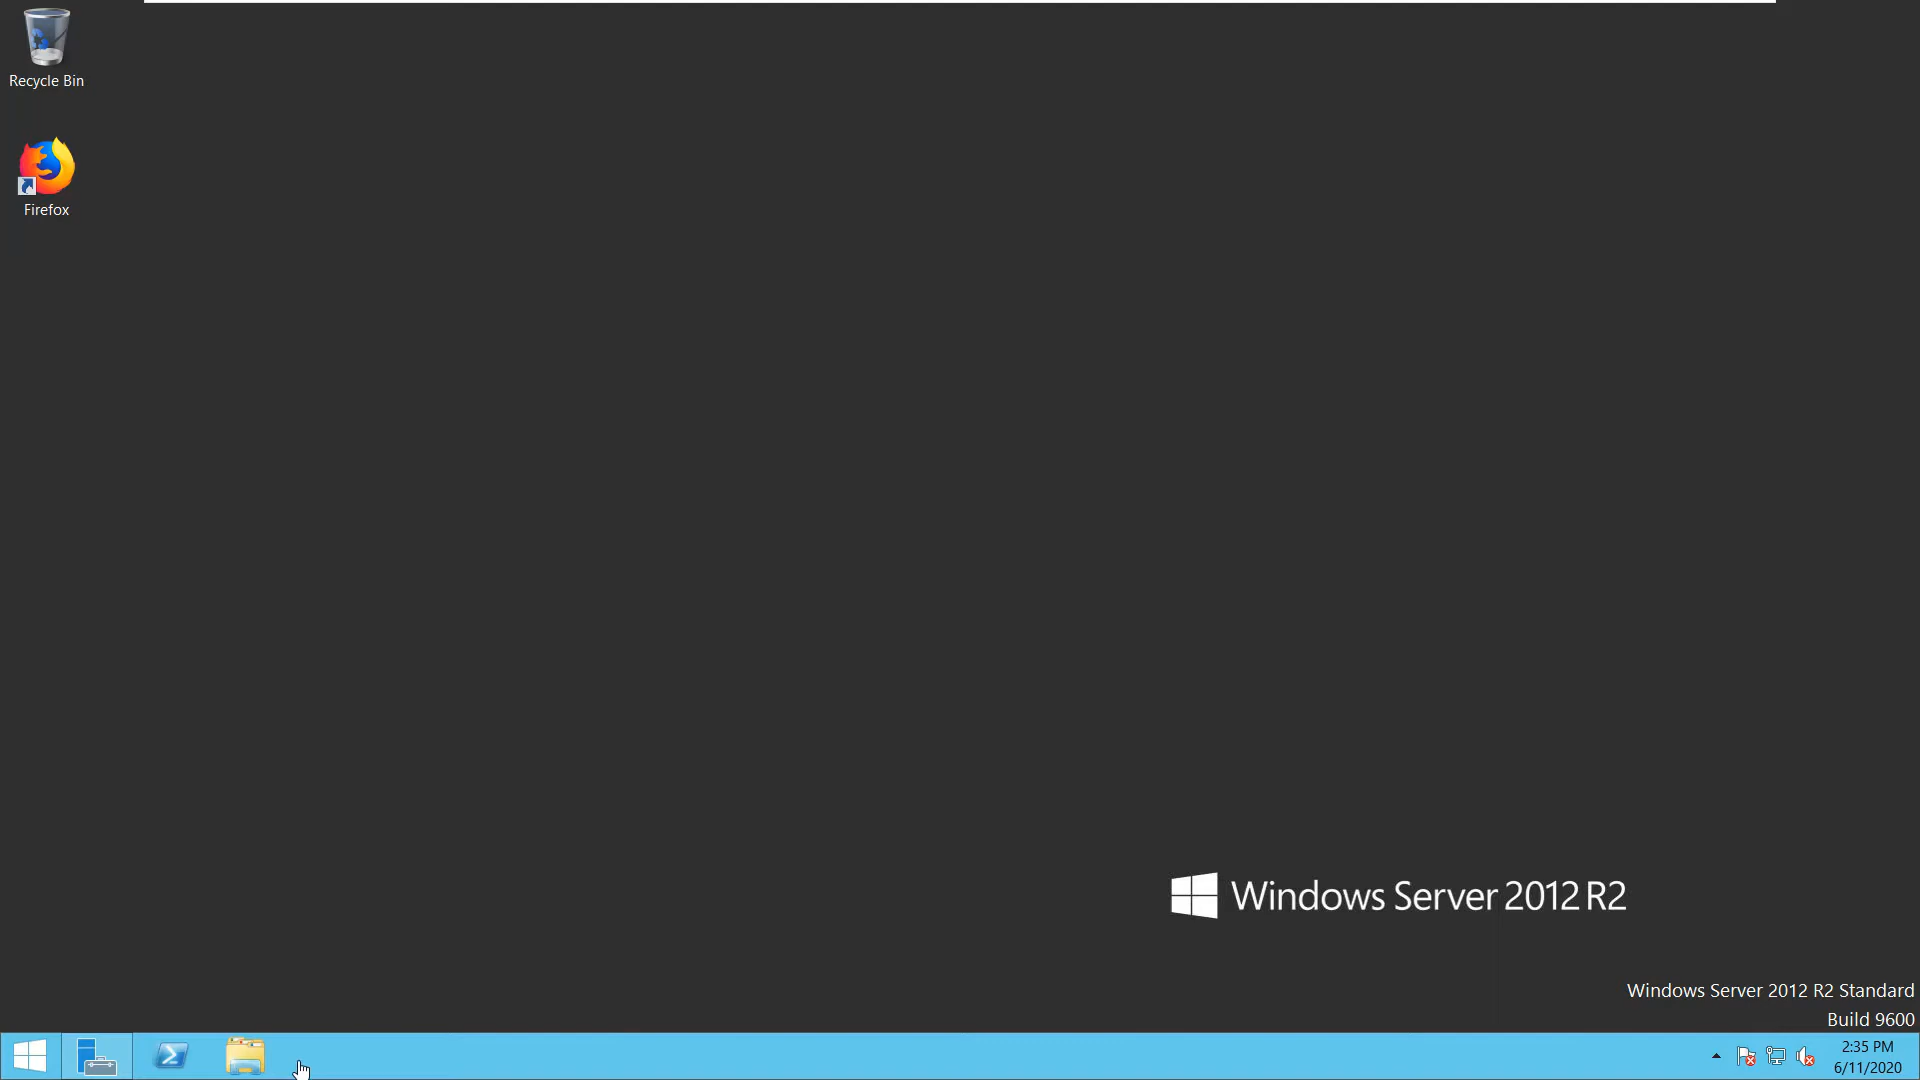 Recycle Bin
Firefox
Windows Server 2012 R2
Windows Server 2012 R2 Standard
Build 9600
2:35 PM
6/11/2020